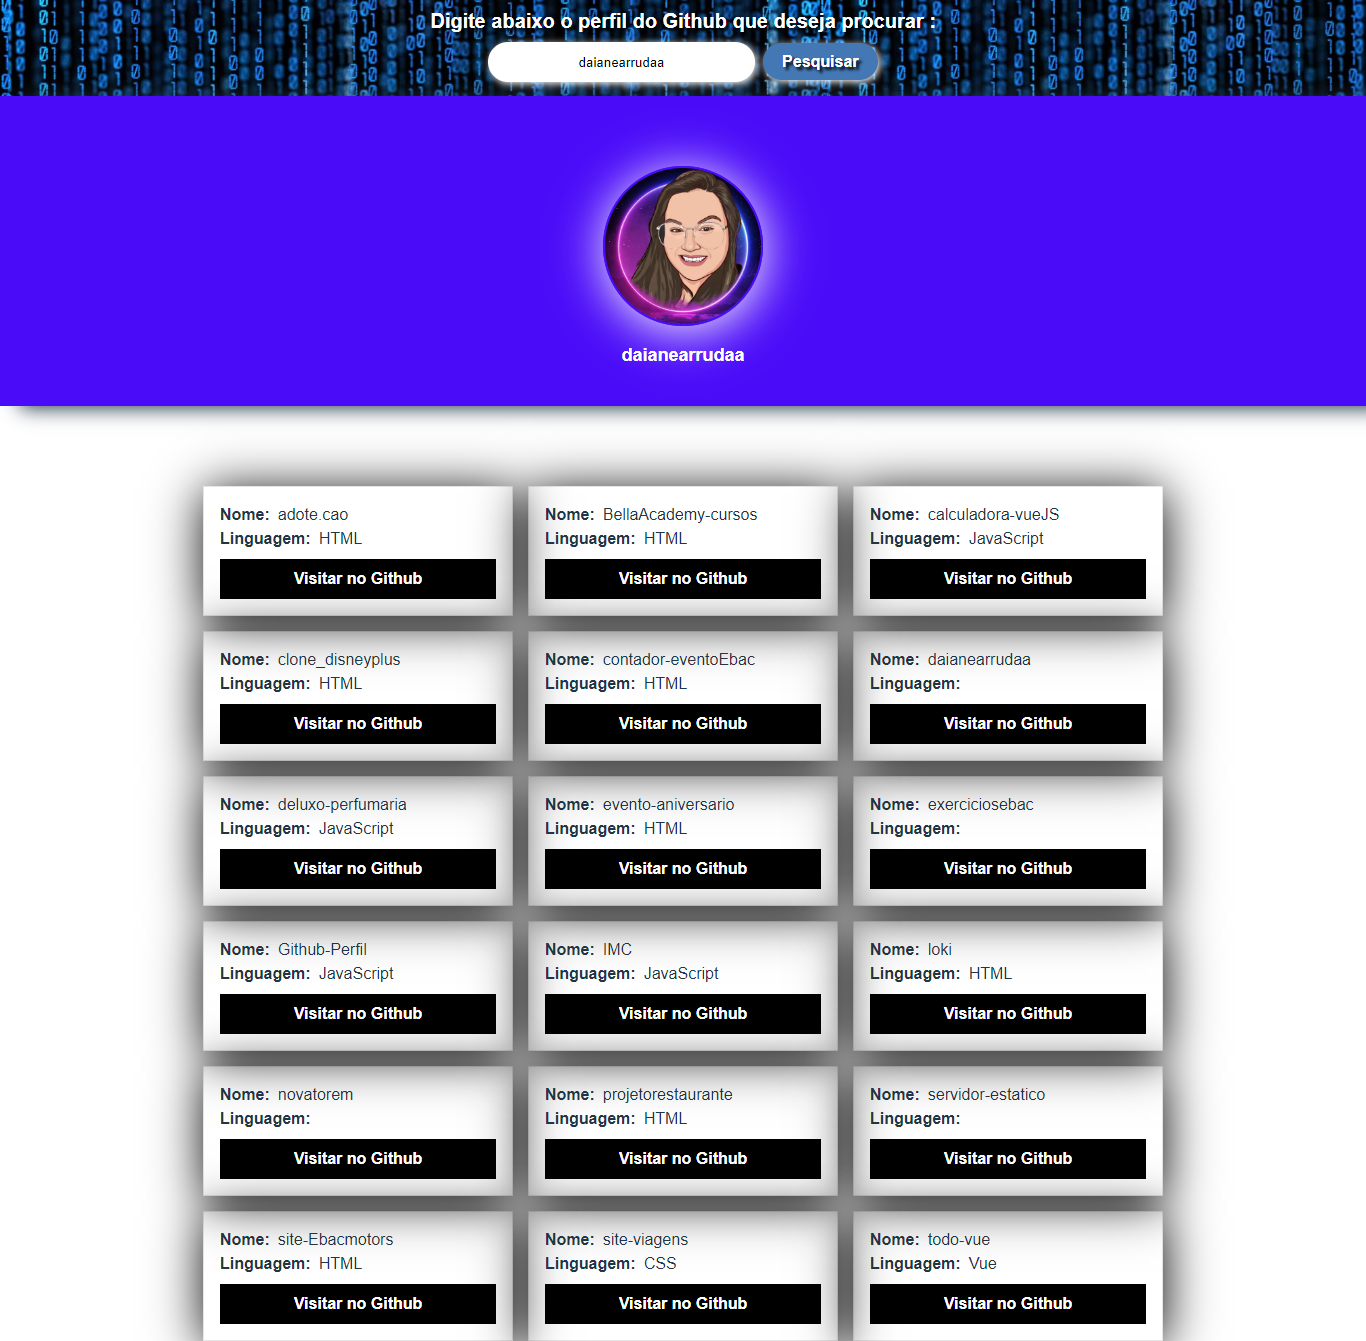 Digite abaixo o perfil do Github que deseja procurar :
daianearrudaa
Pesquisar
daianearrudaa
Nome: adote.cao
Linguagem: HTML
Visitar no Github
Nome: BellaAcademy-cursos
Linguagem: HTML
Visitar no Github
Nome: calculadora-vueJS
Linguagem: JavaScript
Visitar no Github
Nome: clone_disneyplus
Linguagem: HTML
Visitar no Github
Nome: contador-eventoEbac
Linguagem: HTML
Visitar no Github
Nome: daianearrudaa
Linguagem:
Visitar no Github
Nome: deluxo-perfumaria
Linguagem: JavaScript
Visitar no Github
Nome: evento-aniversario
Linguagem: HTML
Visitar no Github
Nome: exerciciosebac
Linguagem:
Visitar no Github
Nome: Github-Perfil
Linguagem: JavaScript
Visitar no Github
Nome: IMC
Linguagem: JavaScript
Visitar no Github
Nome: loki
Linguagem: HTML
Visitar no Github
Nome: novatorem
Linguagem:
Visitar no Github
Nome: projetorestaurante
Linguagem: HTML
Visitar no Github
Nome: servidor-estatico
Linguagem:
Visitar no Github
Nome: site-Ebacmotors
Linguagem: HTML
Visitar no Github
Nome: site-viagens
Linguagem: CSS
Visitar no Github
Nome: todo-vue
Linguagem: Vue
Visitar no Github